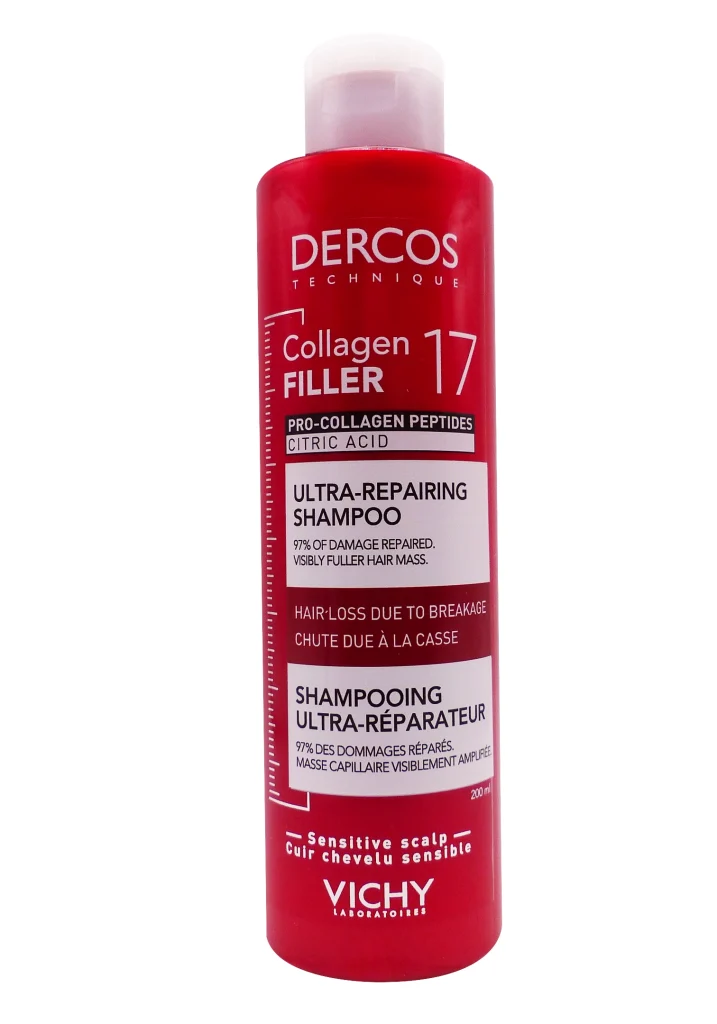 DERCOS
TECHNIQUE
Collagen 17
FILLER
PRO-COLLAGEN PEPTIDES
CITRIC ACID
ULTRA-REPAIRING
SHAMPOO
97% OF DAMAGE REPAIRED.
VISIBLY FULLER HAIR MASS.
HAIR-LOSS DUE TO BREAKAGE
CHUTE DUE À LA CASSE
SHAMPOOING
ULTRA-RÉPARATEUR
97% DES DOMMAGES RÉPARÉS.
MASSE CAPILLAIRE VISIBLEMENT AMPLIFIÉE.
200 ml
Sensitive scalp
Cuir chevelu sensible
VICHY
LABORATOIRES